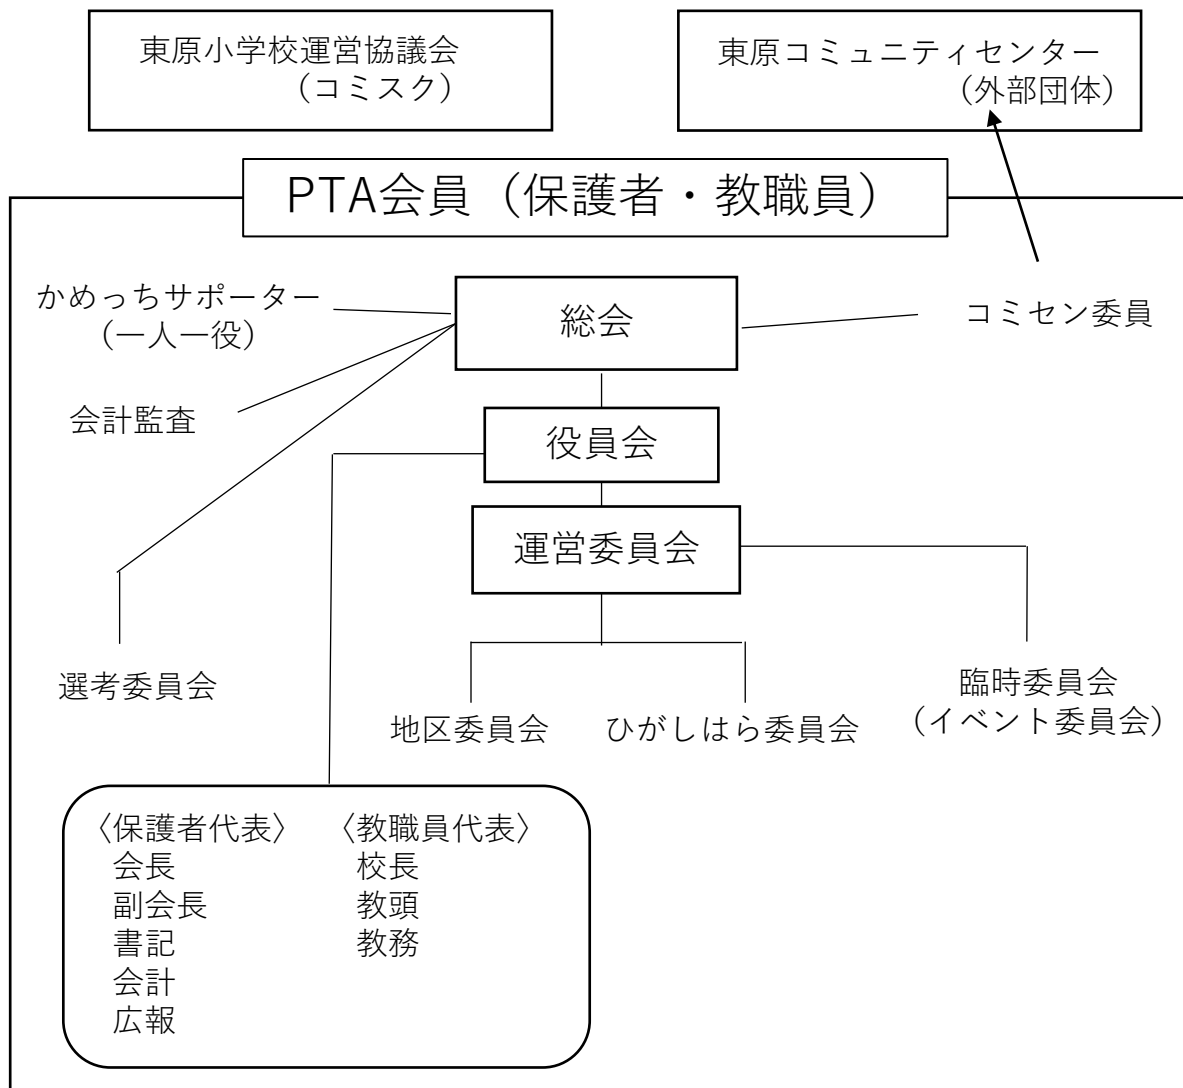 東原小学校運営協議会
（コミスク）
東原コミュニティセンター
（外部団体）
PTA会員（保護者・教職員）
かめっちサポーター
（一人一役）
総会
コミセン委員
会計監査
役員会
運営委員会
選考委員会
地区委員会
ひがしはら委員会
臨時委員会
（イベント委員会）
〈保護者代表〉
会長
副会長
書記
会計
広報
〈教職員代表〉
校長
教頭
教務